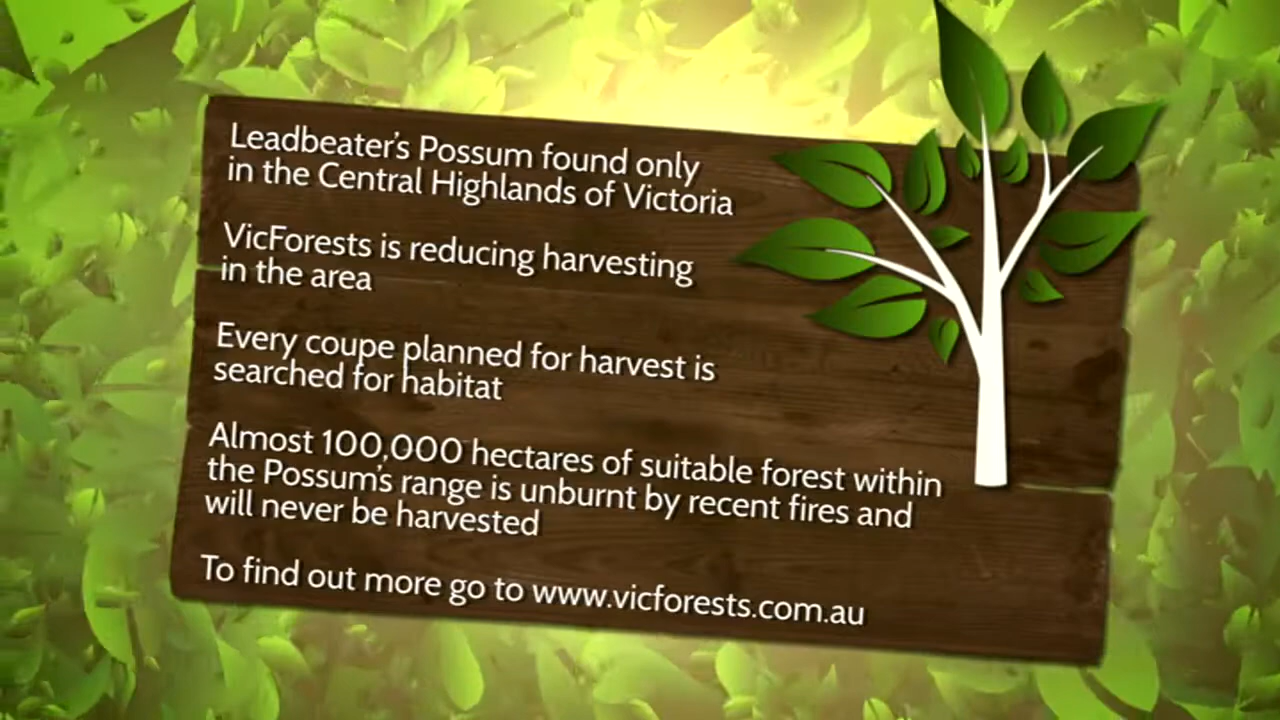 Leadbeater's Possum found only
in the Central Highlands of Victoria
VicForests is reducing harvesting
in the area
Every coupe planned for harvest is
searched for habitat
Almost 100,000 hectares of suitable forest within
the Possum's range is unburnt by recent fires and
will never be harvested
To find out more go to www.vicforests.com.au